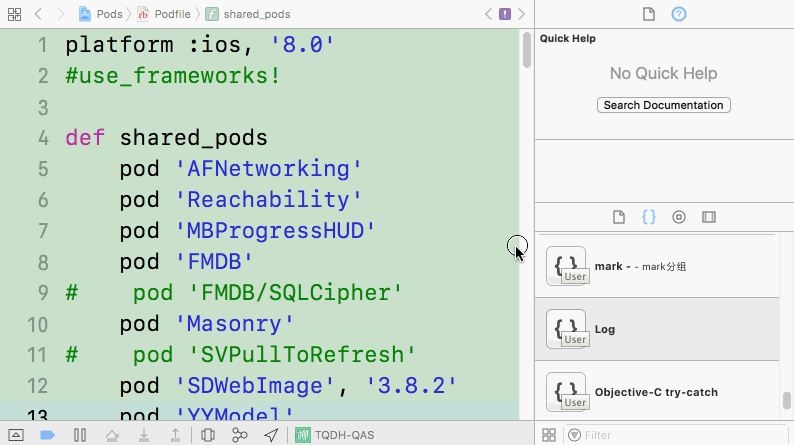 Pods
Podfile
shared_pods
1 platform :ios, '8.0'
2 #use_frameworks!
3
4 def shared_pods
5 pod 'AFNetworking'
6 pod 'Reachability'
7 pod 'MBProgressHUD'
8 pod 'FMDB'
9 # pod 'FMDB/SQLCipher'
10 pod 'Masonry'
11 # pod 'SVPullToRefresh'
12 pod 'SDWebImage', '3.8.2'
13 pod 'YYModel'
TQDH-QAS
Quick Help
No Quick Help
Search Documentation
{}
{} User mark - - mark分组
{} User Log
{} User Objective-C try-catch
Filter